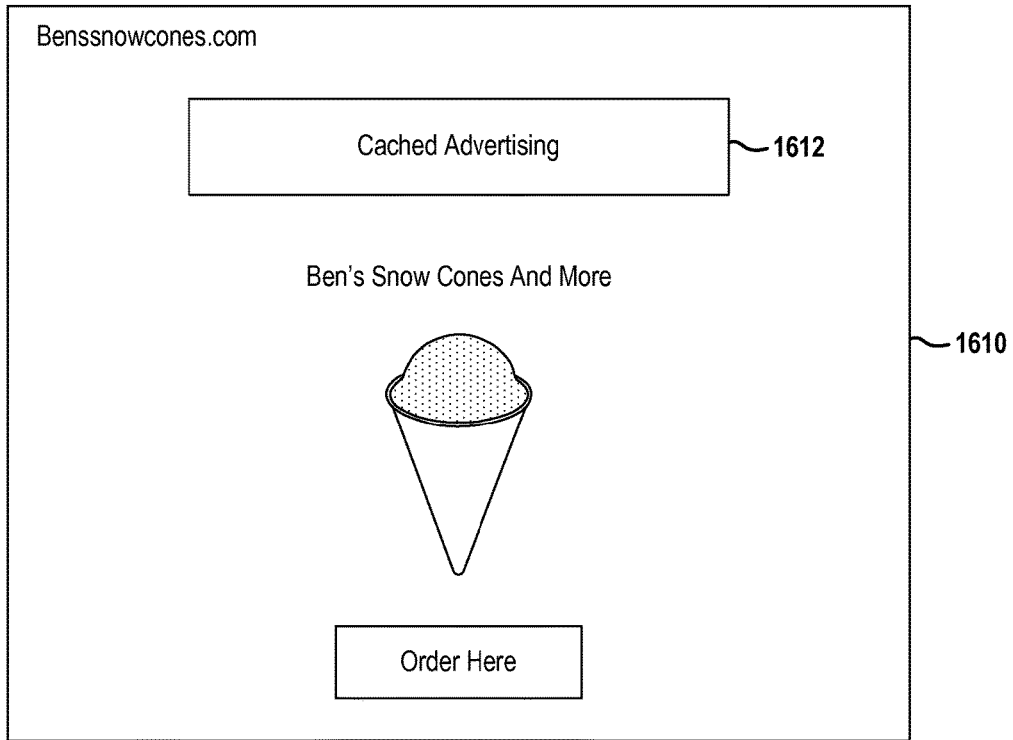 Benssnowcones.com
Cached Advertising
1612
Ben's Snow Cones And More
1610
Order Here